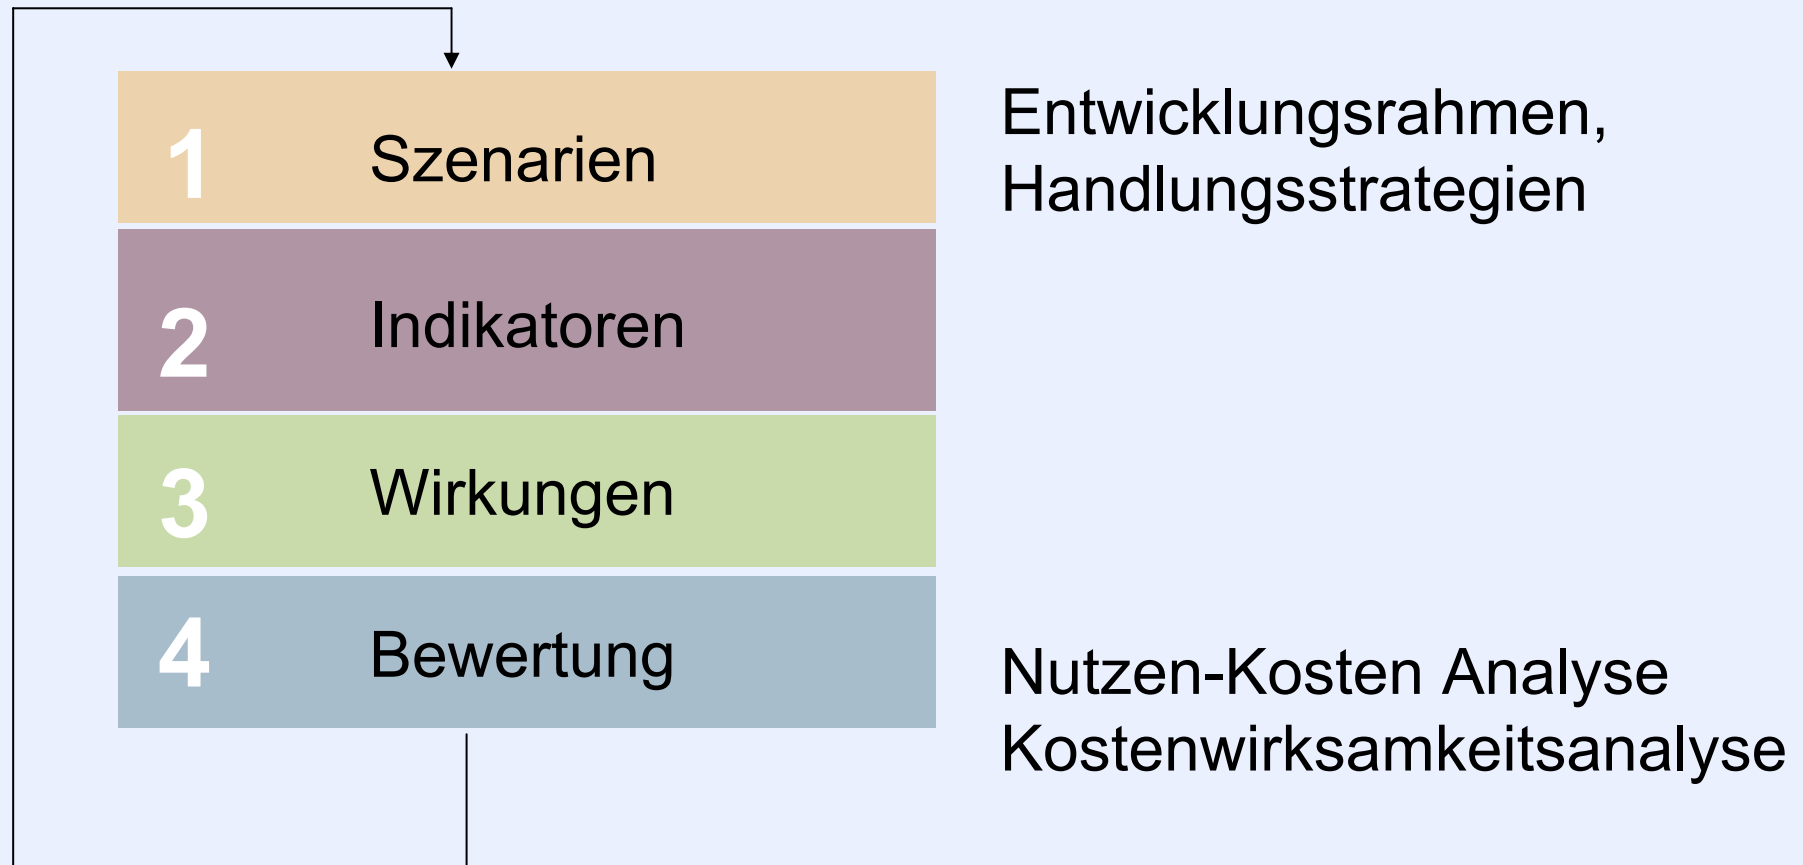 1 Szenarien
Entwicklungsrahmen,
Handlungsstrategien
2 Indikatoren
3 Wirkungen
4 Bewertung
Nutzen-Kosten Analyse
Kostenwirksamkeitsanalyse